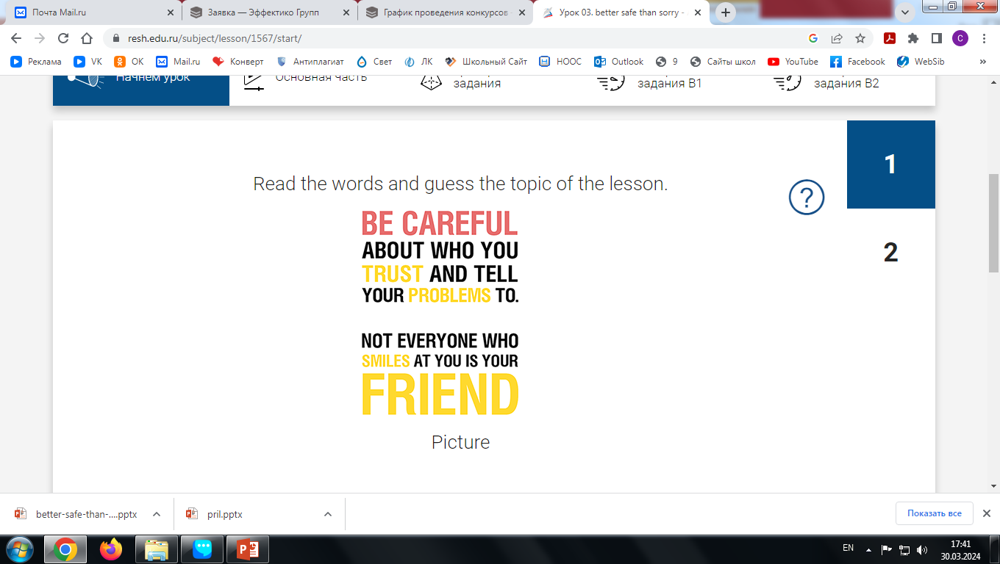 Почта Mail.ru
Заявка — Эффектико Групп
График проведения конкурсов
Урок 03. better safe than sorry -
resh.edu.ru/subject/lesson/1567/start/
G
C
Реклама
VK
OK
Mail.ru
Конверт
Антиплагиат
Свет
ЛК
Школьный Сайт
НООС
Outlook
9
Сайты школ
YouTube
Facebook
WebSib
»
Начнем урок
Основная часть
задания
задания В1
задания В2
1
2
Read the words and guess the topic of the lesson.
?
BE CAREFUL
ABOUT WHO YOU
TRUST AND TELL
YOUR PROBLEMS TO.
NOT EVERYONE WHO
SMILES AT YOU IS YOUR
FRIEND
Picture
better-safe-than-....pptx
pril.pptx
Показать все
EN
17:41
30.03.2024